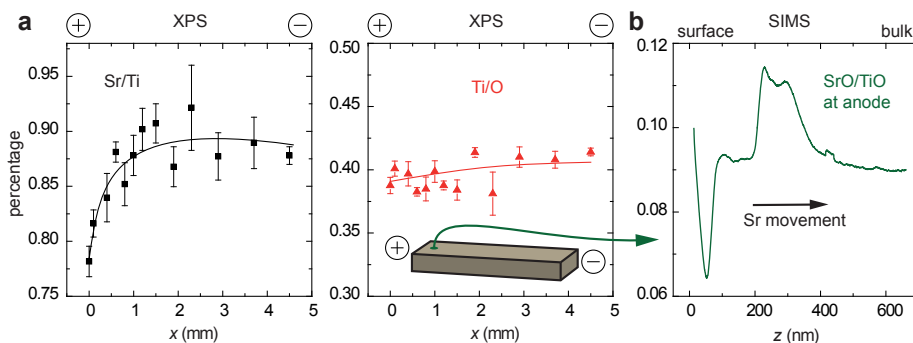 a
+
XPS
−
percentage
0.95
0.90
0.85
0.80
0.75
Sr/Ti
0 1 2 3 4 5
x (mm)
+
XPS
−
0.50
0.45
0.40
0.35
0.30
Ti/O
+
−
0 1 2 3 4 5
x (mm)
b
SIMS
surface bulk
0.12
0.10
0.08
0.06
SrO/TiO
at anode
Sr movement
0 200 400 600
z (nm)